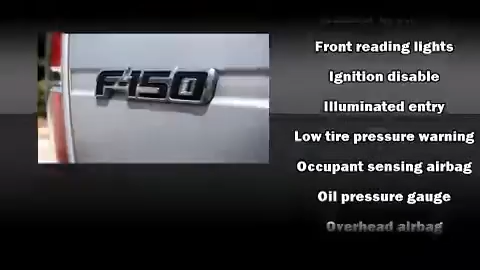 F-150
Front reading lights
Ignition disable
Illuminated entry
Low tire pressure warning
Occupant sensing airbag
Oil pressure gauge
Overhead airbag